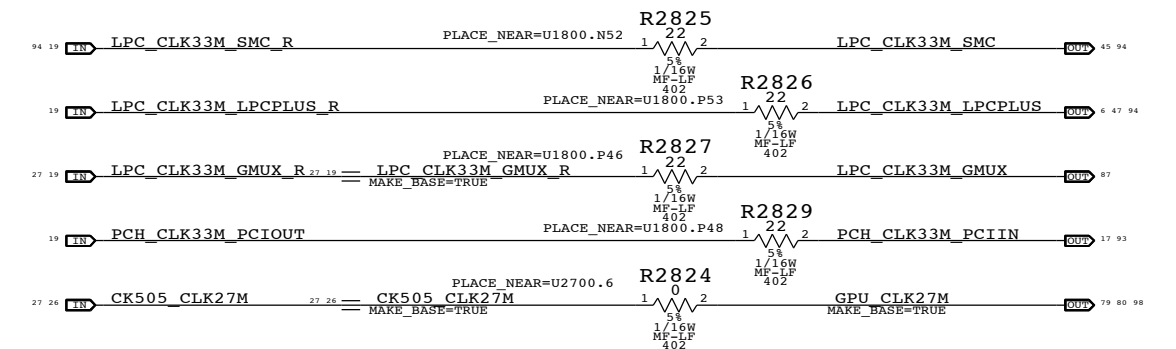 R2825
94 19 IN LPC_CLK33M_SMC_R PLACE_NEAR=U1800.N52 1 22 2 LPC_CLK33M_SMC OUT 45 94
5%
1/16W
MF-LF
402
R2826
19 IN LPC_CLK33M_LPCPLUS_R PLACE_NEAR=U1800.P53 1 22 2 LPC_CLK33M_LPCPLUS OUT 6 47 94
5%
1/16W
MF-LF
402
R2827
27 19 IN LPC_CLK33M_GMUX_R 27 19 LPC_CLK33M_GMUX_R PLACE_NEAR=U1800.P46 1 22 2 LPC_CLK33M_GMUX OUT 87
MAKE_BASE=TRUE
5%
1/16W
MF-LF
402
R2829
19 IN PCH_CLK33M_PCIOUT PLACE_NEAR=U1800.P48 1 22 2 PCH_CLK33M_PCIIN OUT 17 93
5%
1/16W
MF-LF
402
R2824
27 26 IN CK505_CLK27M 27 26 CK505_CLK27M PLACE_NEAR=U2700.6 1 0 2 GPU_CLK27M OUT 79 80 98
MAKE_BASE=TRUE MAKE_BASE=TRUE
5%
1/16W
MF-LF
402